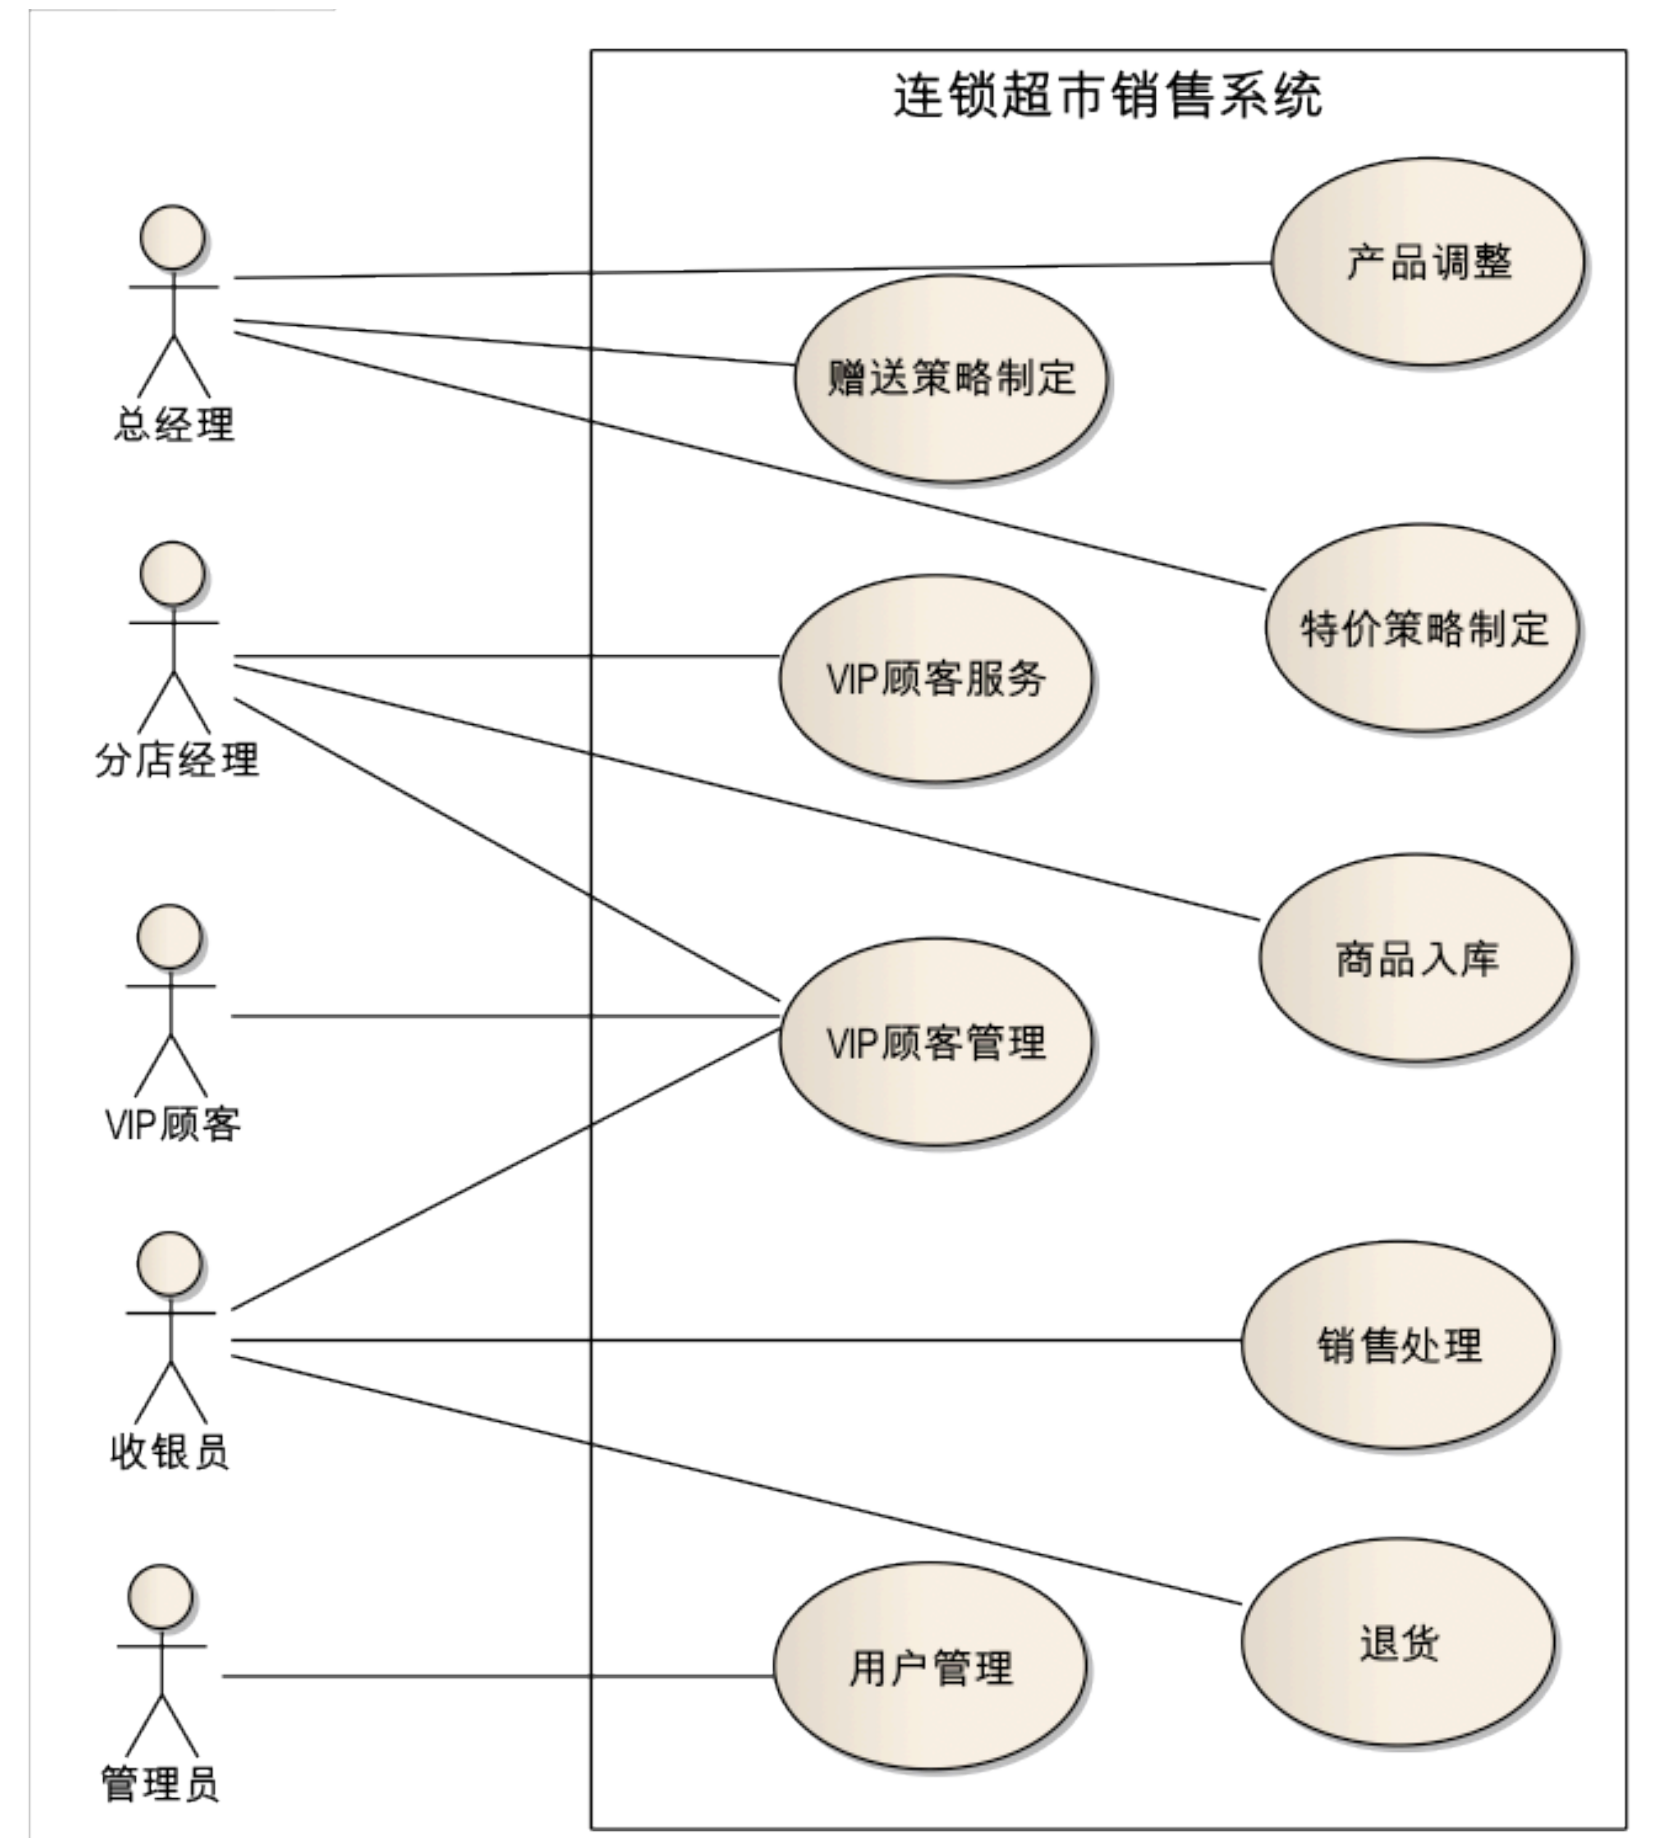 连锁超市销售系统
产品调整
赠送策略制定
总经理
特价策略制定
VIP顾客服务
分店经理
商品入库
VIP顾客管理
VIP顾客
销售处理
收银员
退货
用户管理
管理员